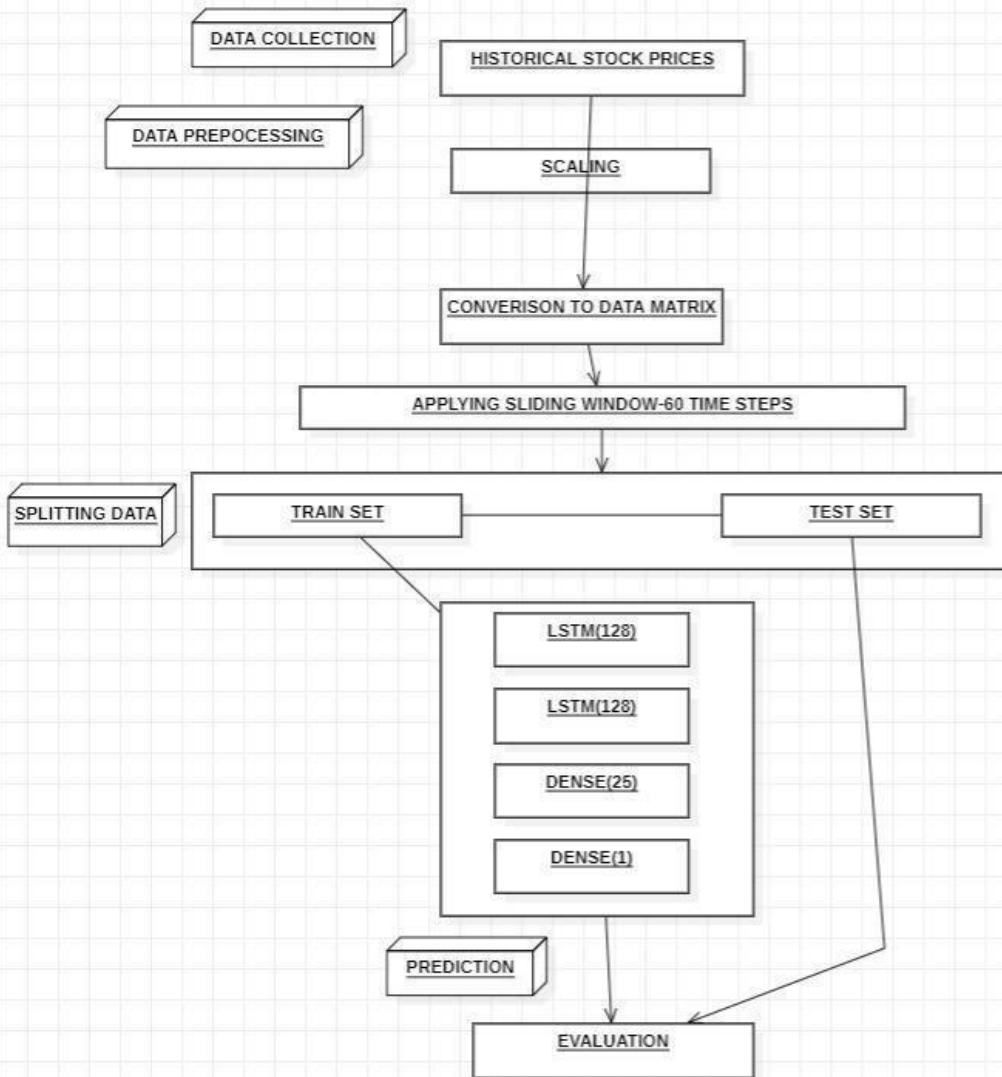 DATA COLLECTION
HISTORICAL STOCK PRICES
DATA PREPOCESSING
SCALING
CONVERISON TO DATA MATRIX
APPLYING SLIDING WINDOW-60 TIME STEPS
SPLITTING DATA
TRAIN SET
TEST SET
LSTM(128)
LSTM(128)
DENSE(25)
DENSE(1)
PREDICTION
EVALUATION